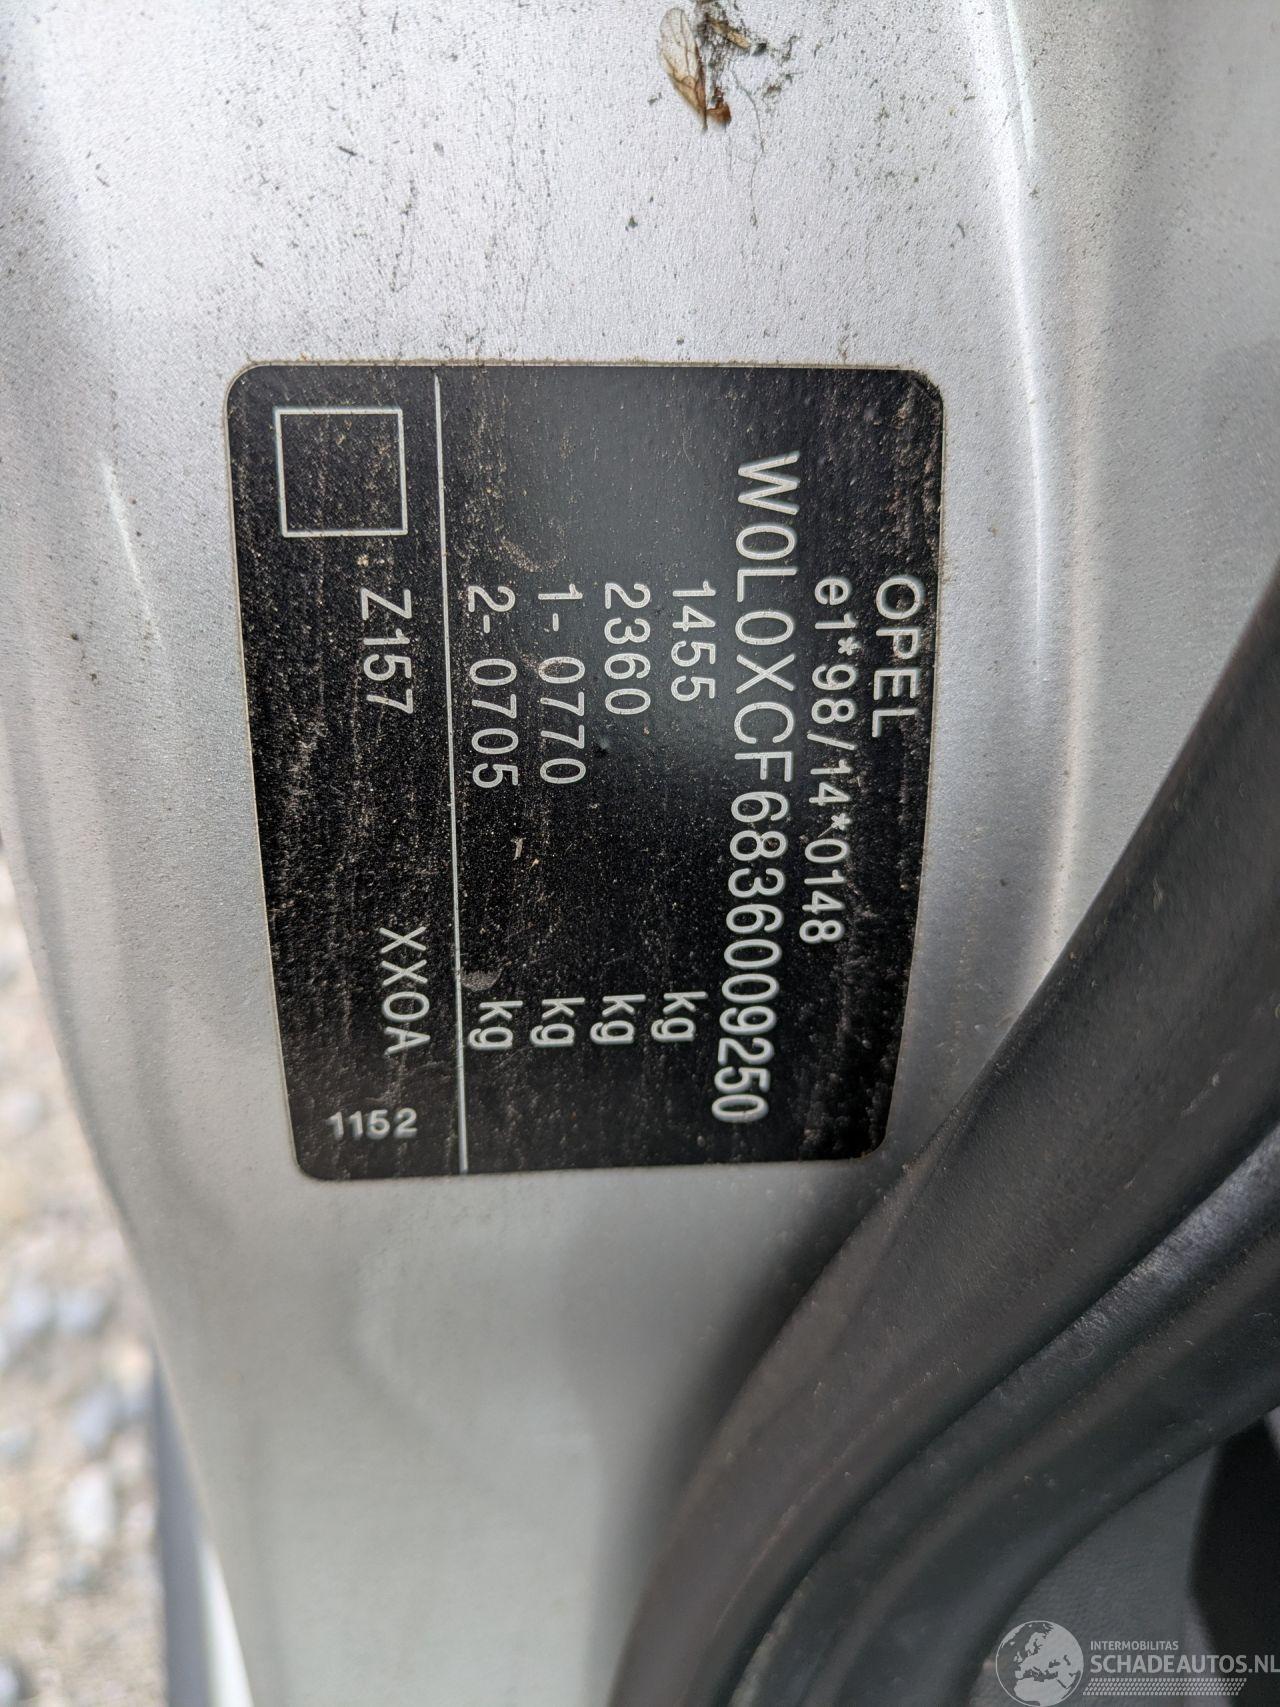 OPEL
e1*98/14*0148
W0L0XCF6836009250
1455 kg
2360 kg
1- 0770 kg
2- 0705 kg
Z157 XX0A 1152
INTERMOBILITAS
SCHADEAUTOS.NL